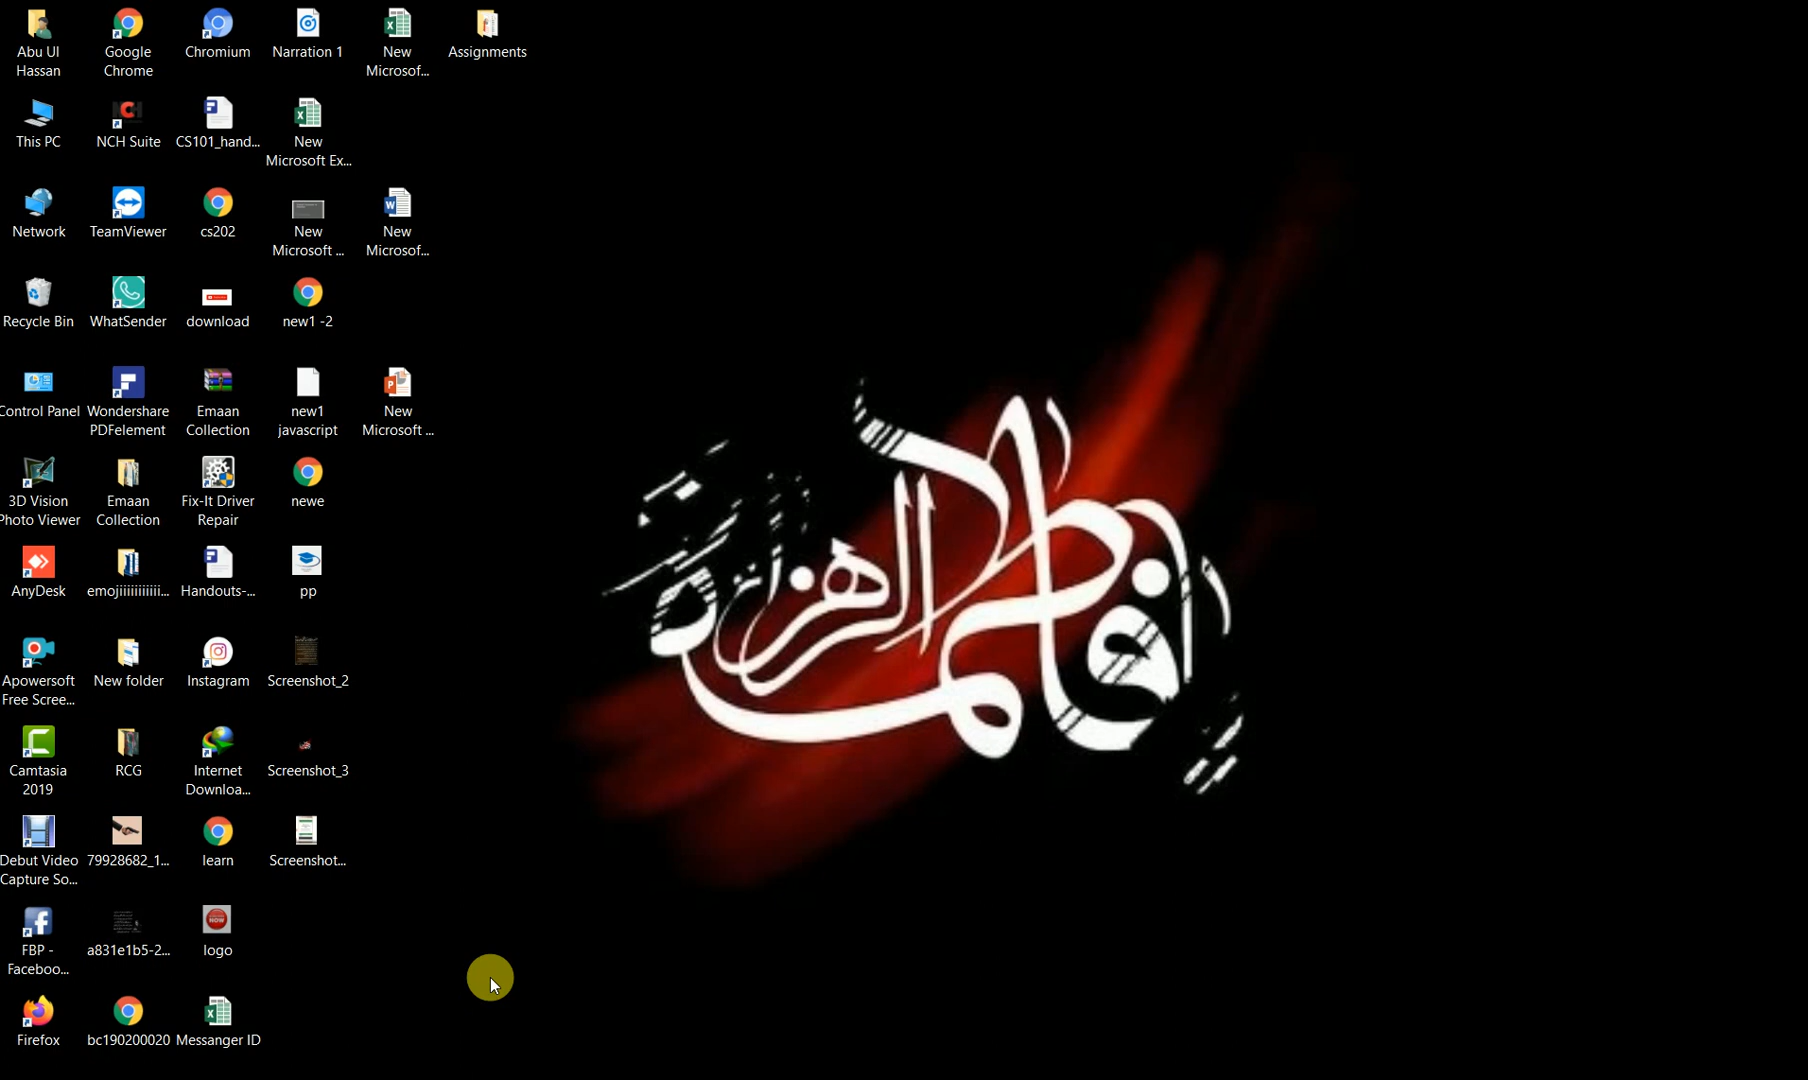 Abu Ul
Hassan
Google
Chrome
Chromium
Narration 1
New
Microsof...
Assignments
This PC
NCH Suite
CS101_hand...
New
Microsoft Ex...
Network
TeamViewer
cs202
New
Microsoft ...
New
Microsof...
Recycle Bin
WhatSender
download
new1 -2
Control Panel
Wondershare
PDFelement
Emaan
Collection
new1
javascript
New
Microsoft ...
3D Vision
Photo Viewer
Emaan
Collection
Fix-It Driver
Repair
newe
AnyDesk
emojiiiiiiiiiiii...
Handouts-...
pp
Apowersoft
Free Scree...
New folder
Instagram
Screenshot_2
Camtasia
2019
RCG
Internet
Downloa...
Screenshot_3
Debut Video
Capture So...
79928682_1...
learn
Screenshot...
FBP -
Faceboo...
a831e1b5-2...
logo
Firefox
bc190200020
Messanger ID
فاطمة الزهراء